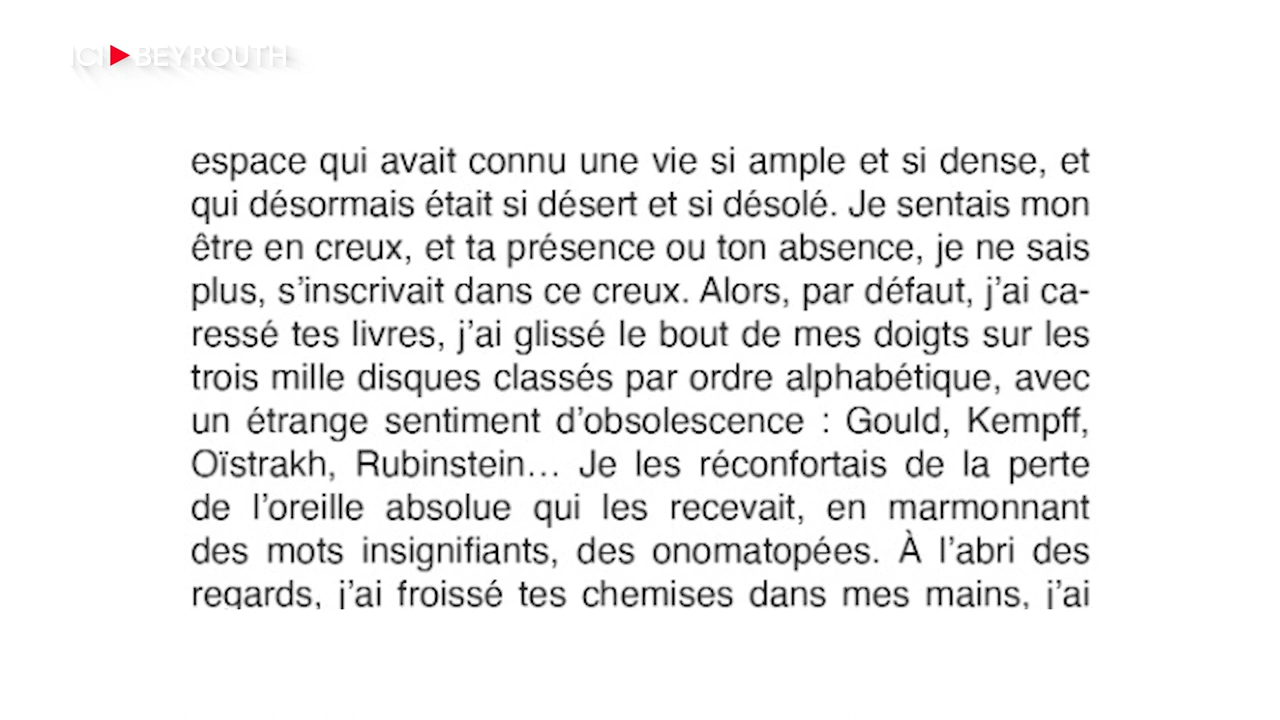 ICI BEYROUTH
espace qui avait connu une vie si ample et si dense, et
qui désormais était si désert et si désolé. Je sentais mon
être en creux, et ta présence ou ton absence, je ne sais
plus, s’inscrivait dans ce creux. Alors, par défaut, j’ai ca-
ressé tes livres, j’ai glissé le bout de mes doigts sur les
trois mille disques classés par ordre alphabétique, avec
un étrange sentiment d’obsolescence : Gould, Kempff,
Oïstrakh, Rubinstein… Je les réconfortais de la perte
de l’oreille absolue qui les recevait, en marmonnant
des mots insignifiants, des onomatopées. À l’abri des
regards, j’ai froissé tes chemises dans mes mains, j’ai